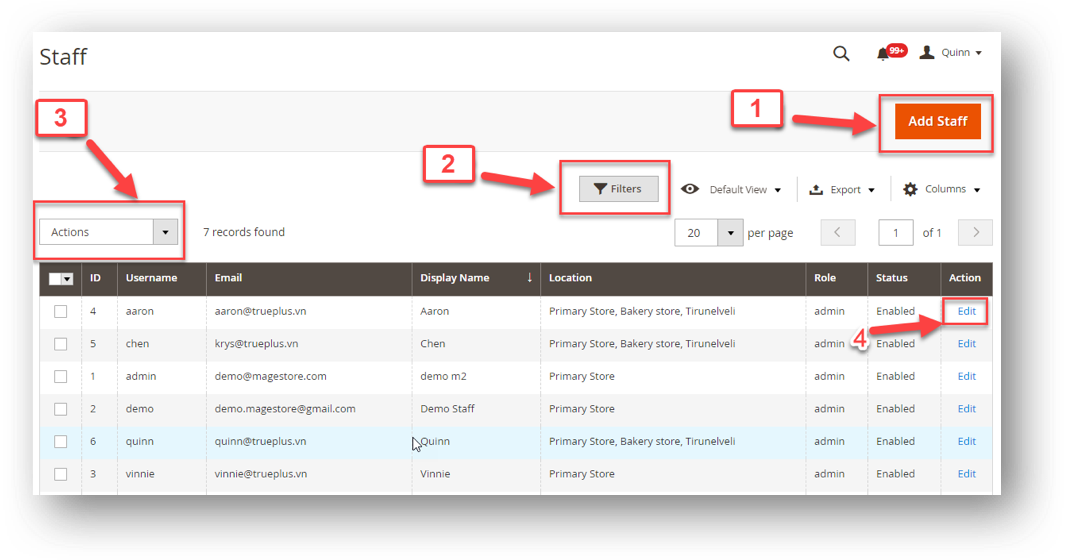 Staff
99+
Quinn
3
1
Add Staff
2
Filters
Default View
Export
Columns
Actions
7 records found
20 per page
1 of 1
ID Username Email Display Name ↓ Location Role Status Action
4 aaron aaron@trueplus.vn Aaron Primary Store, Bakery store, Tirunelveli admin Enabled Edit
4
5 chen krys@trueplus.vn Chen Primary Store, Bakery store, Tirunelveli admin Enabled Edit
1 admin demo@magestore.com demo m2 Primary Store admin Enabled Edit
2 demo demo.magestore@gmail.com Demo Staff Primary Store admin Enabled Edit
6 quinn quinn@trueplus.vn Quinn Primary Store, Bakery store, Tirunelveli admin Enabled Edit
3 vinnie vinnie@trueplus.vn Vinnie Primary Store admin Enabled Edit